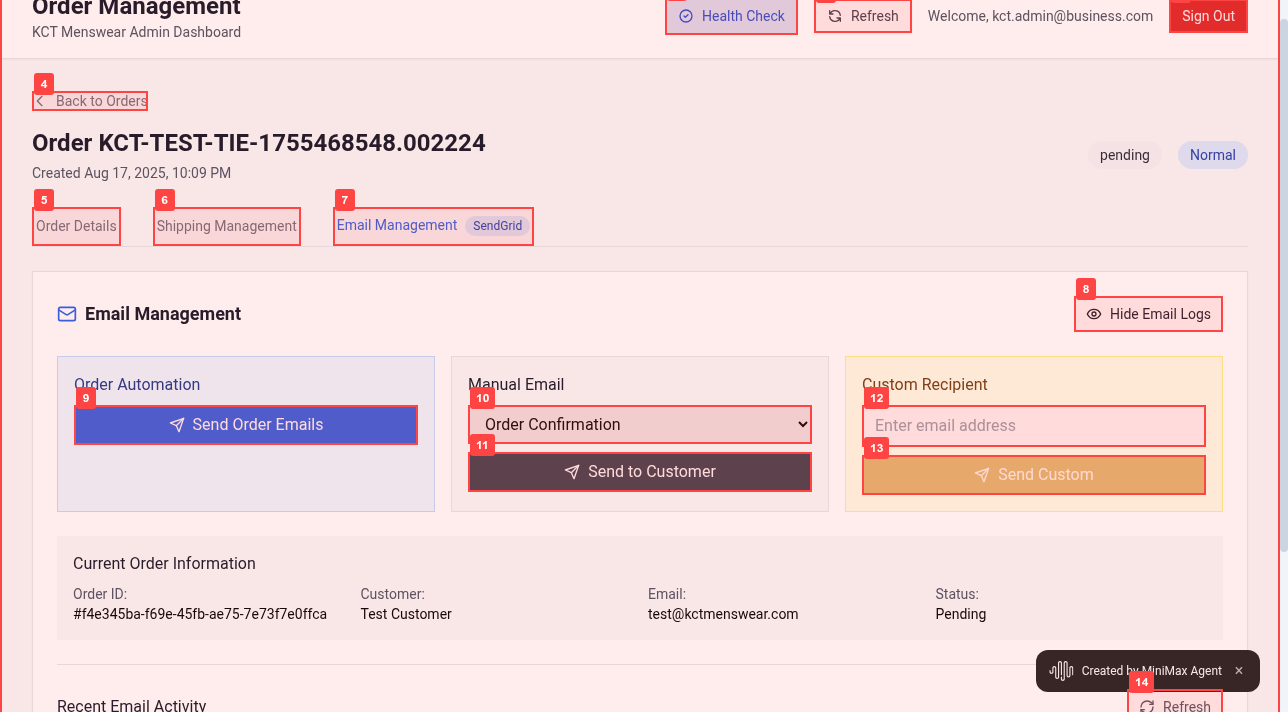 Order Management
Health Check
Refresh
Welcome, kct.admin@business.com
Sign Out
KCT Menswear Admin Dashboard
4
Back to Orders
Order KCT-TEST-TIE-1755468548.002224
Created Aug 17, 2025, 10:09 PM
pending
Normal
5
6
7
Order Details
Shipping Management
Email Management
SendGrid
8
Email Management
Hide Email Logs
Order Automation
9
Send Order Emails
Manual Email
10
Order Confirmation
11
Send to Customer
Custom Recipient
12
Enter email address
13
Send Custom
Current Order Information
Order ID:
#f4e345ba-f69e-45fb-ae75-7e73f7e0ffca
Customer:
Test Customer
Email:
test@kctmenswear.com
Status:
Pending
Created by MiniMax Agent ×
14
Recent Email Activity
Refresh